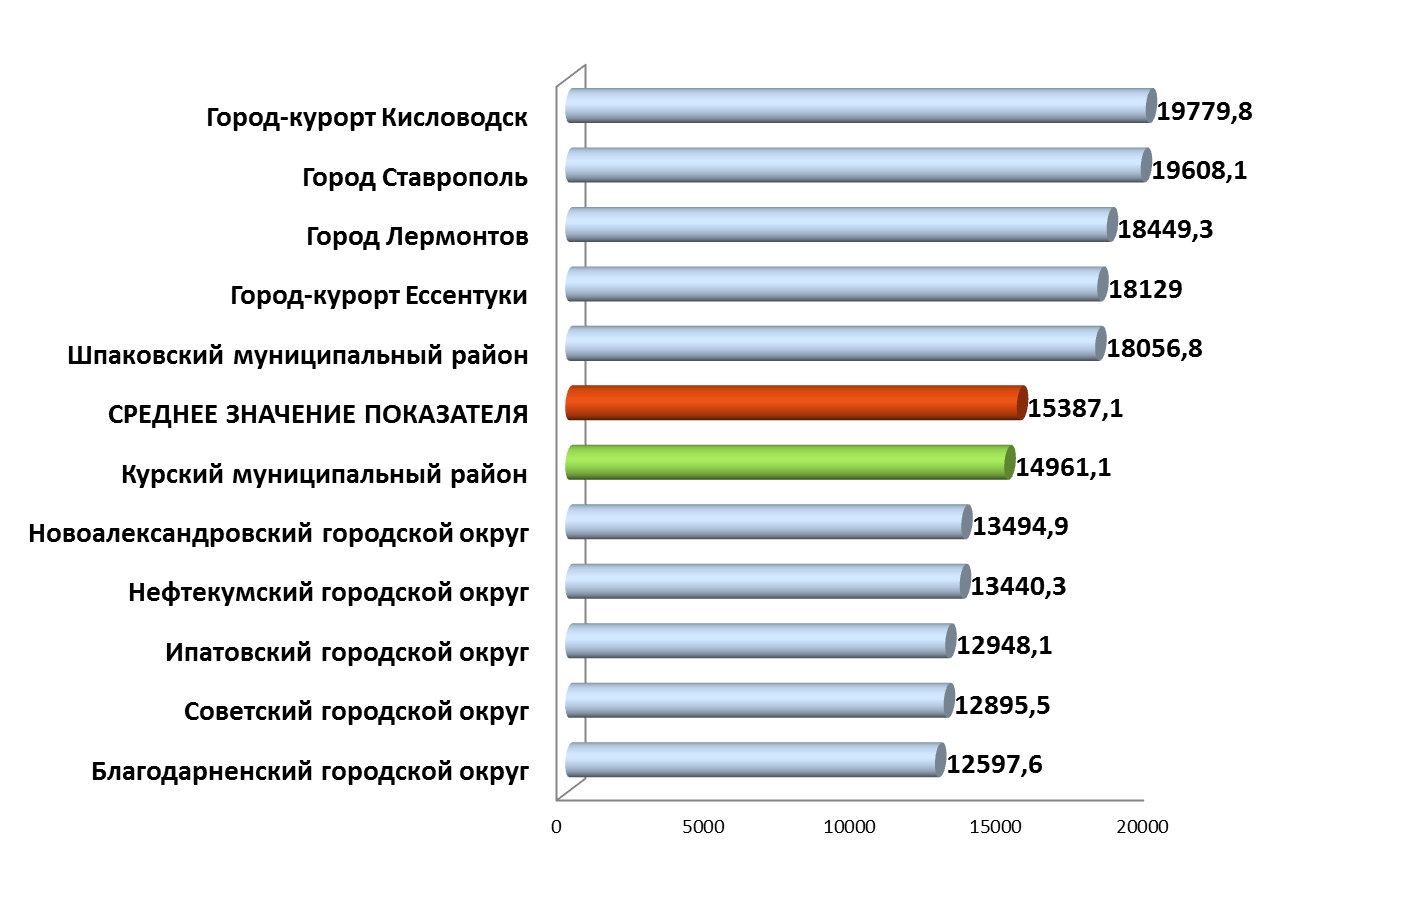 Город-курорт Кисловодск 19779,8
Город Ставрополь 19608,1
Город Лермонтов 18449,3
Город-курорт Ессентуки 18129
Шпаковский муниципальный район 18056,8
СРЕДНЕЕ ЗНАЧЕНИЕ ПОКАЗАТЕЛЯ 15387,1
Курский муниципальный район 14961,1
Новоалександровский городской округ 13494,9
Нефтекумский городской округ 13440,3
Ипатовский городской округ 12948,1
Советский городской округ 12895,5
Благодарненский городской округ 12597,6
0 5000 10000 15000 20000